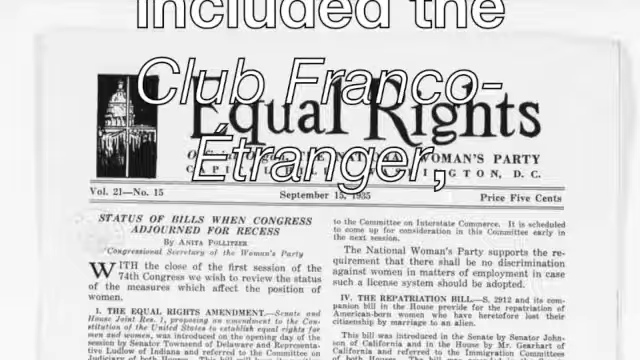 included the
Club Franco-
Étranger,
Equal Rights
THE NATIONAL WOMAN'S PARTY
D. C.
Vol. 21—No. 15
September 15, 1935
Price Five Cents
STATUS OF BILLS WHEN CONGRESS
ADJOURNED FOR RECESS
By ANITA POLLITZER
Congressional Secretary of the Woman's Party
WITH the close of the first session of the
74th Congress we wish to review the status
of the measures which affect the position of
women.
I. THE EQUAL RIGHTS AMENDMENT.—Senate and
House Joint Res. 1, proposing an amendment to the Con-
stitution of the United States to establish equal rights for
men and women, was introduced on the opening day of the
session by Senator Townsend of Delaware and Representa-
tive Ludlow of Indiana and referred to the Committee on
to the Committee on Interstate Commerce. It is scheduled
to come up for consideration in this Committee early in
the next session.
The National Woman's Party supports the re-
quirement that there shall be no discrimination
against women in matters of employment in case
such a license system should be adopted.
IV. THE REPATRIATION BILL.—S. 2912 and its com-
panion bill in the House provide for the repatriation of
American-born women who have heretofore lost their
citizenship by marriage to an alien.
This bill was introduced in the Senate by Senator John-
son of California and in the House by Mr. Gearhart of
California and referred to the Immigration Committees